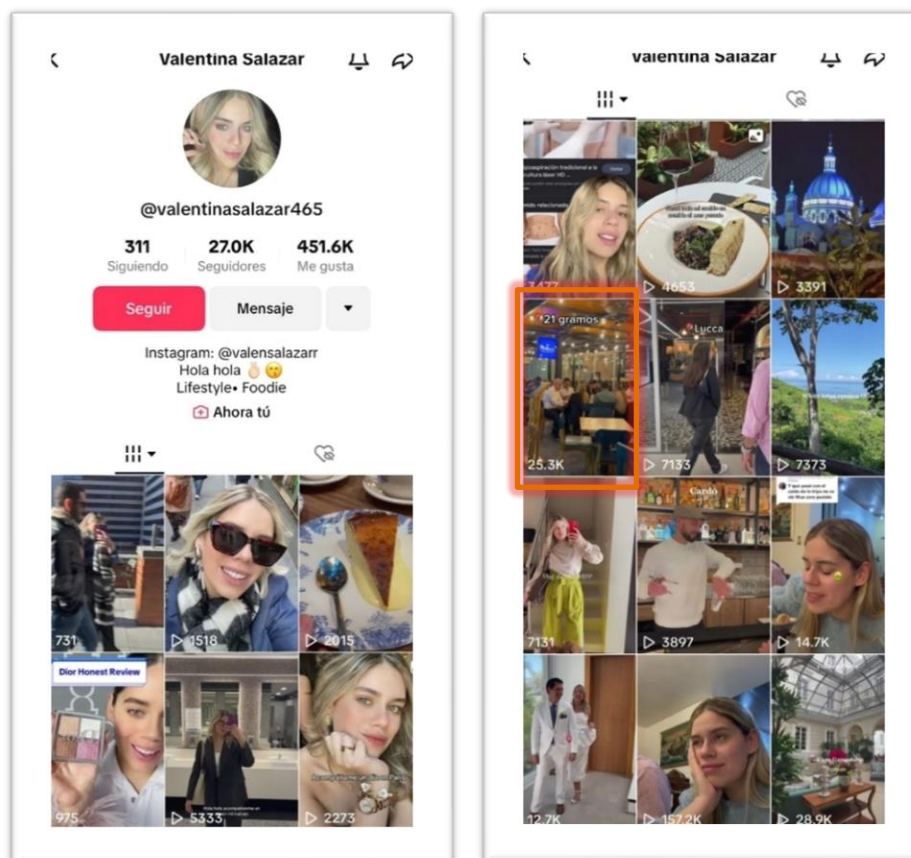 Valentina Salazar
@valentinasalazar465
311 27.0K 451.6K
Siguiendo Seguidores Me gusta
Seguir Mensaje
Instagram: @valensalazarr
Hola hola
Lifestyle• Foodie
Ahora tú
731 1518 2015
Dior Honest Review
975 5333 2273
Valentina Salazar
3477 4653 3391
21 gramos
Lucca
25.3K 7133 7373
Cardó
7131 3897 14.7K
12.7K 157.2K 28.9K